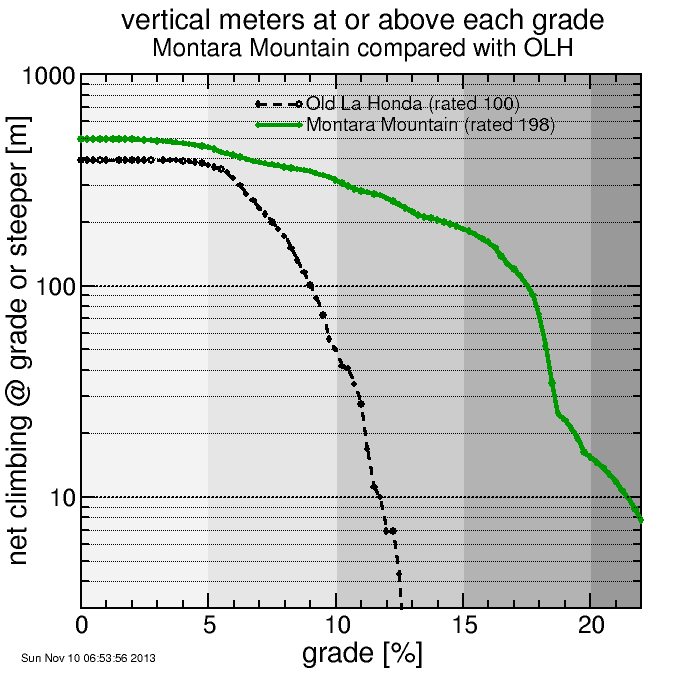 vertical meters at or above each grade
Montara Mountain compared with OLH
Old La Honda (rated 100)
Montara Mountain (rated 198)
net climbing @ grade or steeper [m]
1000
100
10
0 5 10 15 20
grade [%]
Sun Nov 10 06:53:56 2013